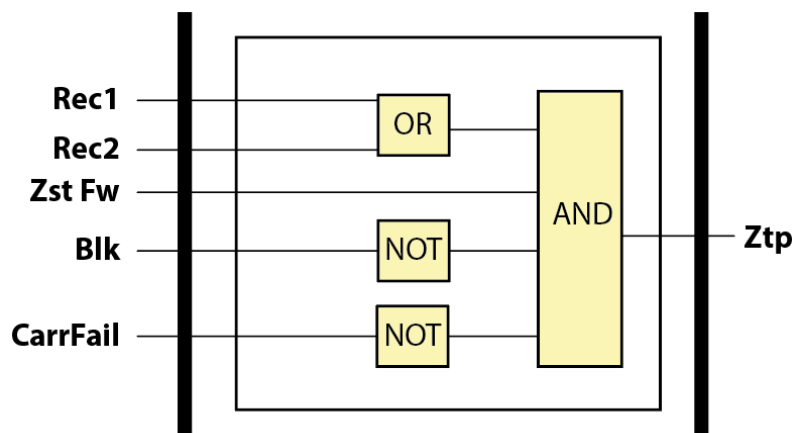 Rec1
OR
Rec2
Zst Fw
AND
Ztp
Blk
NOT
CarrFail
NOT